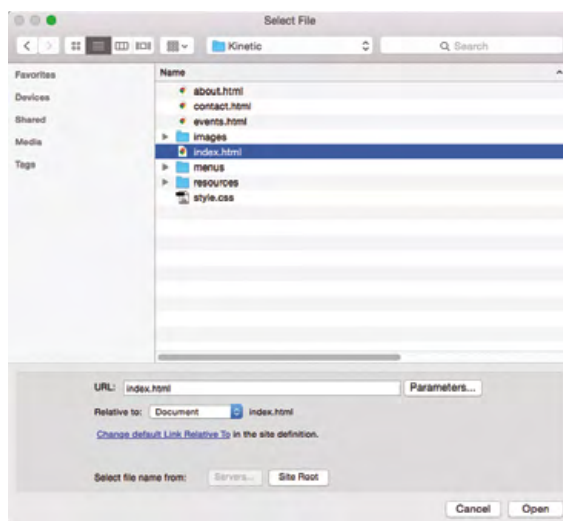 Select File
Kinetic
Search
Favorites
Devices
Shared
Media
Tags
Name
about.html
contact.html
events.html
images
index.html
menus
resources
style.css
URL: index.html Parameters...
Relative to: Document index.html
Change default Link Relative To in the site definition.
Select file name from: Servers... Site Root
Cancel Open